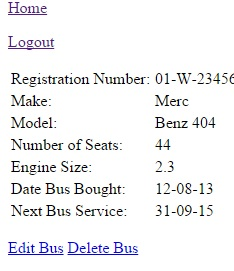 Home
Logout
Registration Number: 01-W-23456
Make: Merc
Model: Benz 404
Number of Seats: 44
Engine Size: 2.3
Date Bus Bought: 12-08-13
Next Bus Service: 31-09-15
Edit Bus Delete Bus